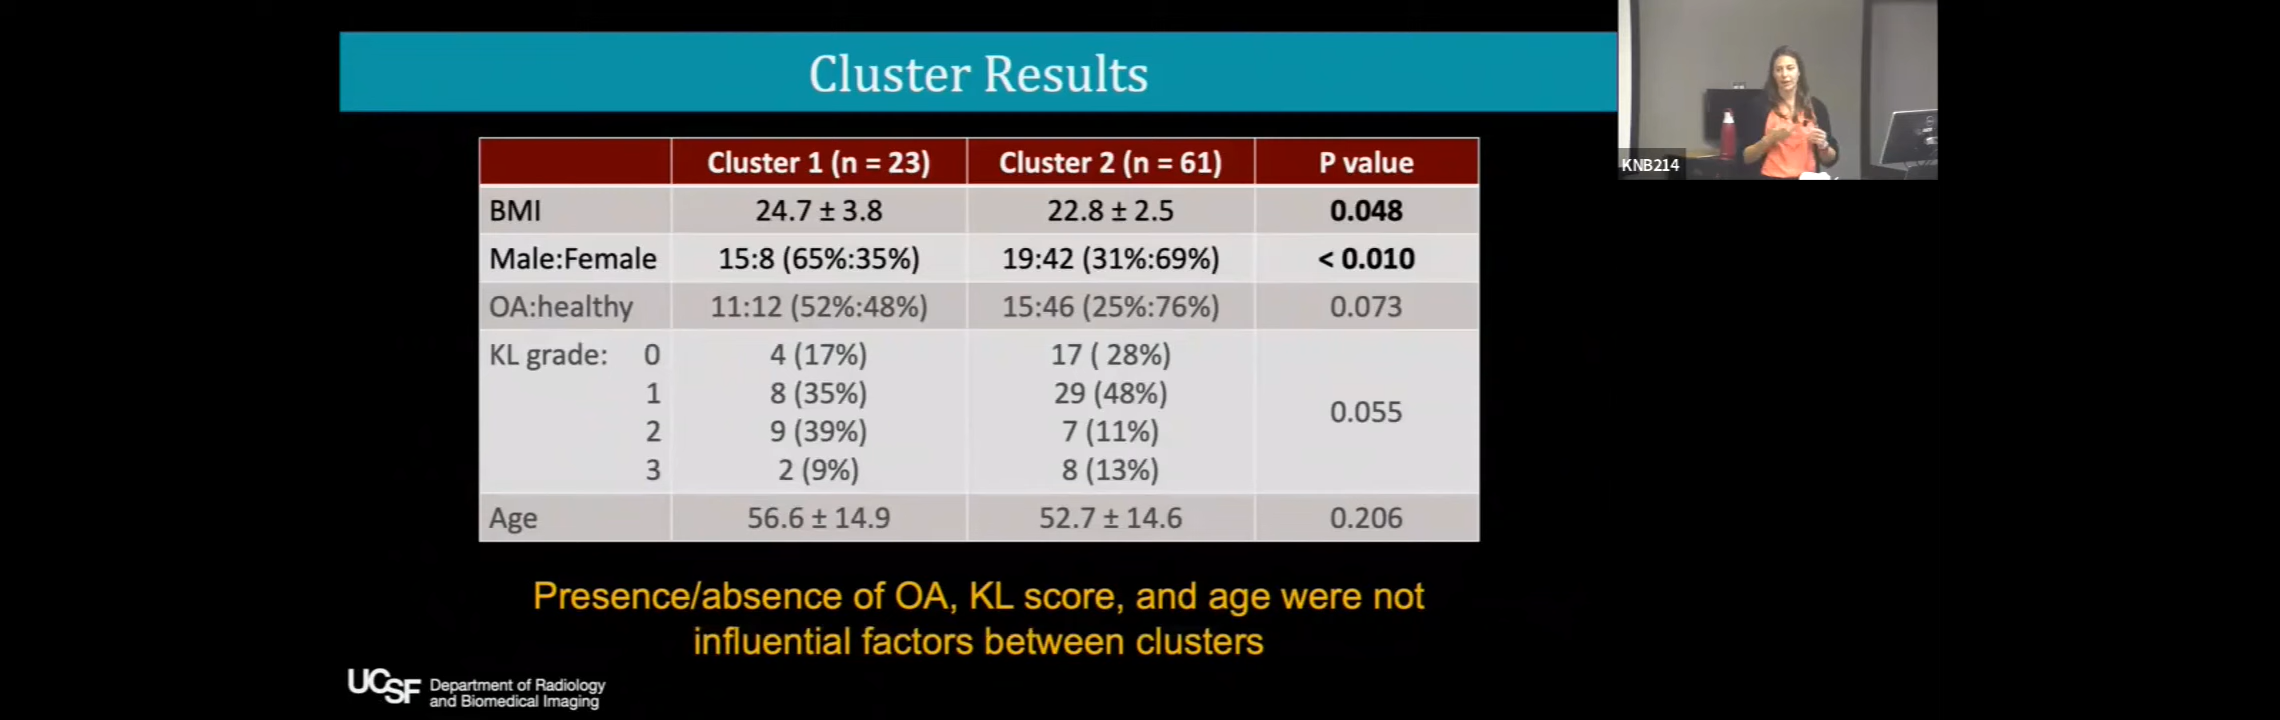 Cluster Results
KNB214
Cluster 1 (n = 23) Cluster 2 (n = 61) P value
BMI 24.7 ± 3.8 22.8 ± 2.5 0.048
Male:Female 15:8 (65%:35%) 19:42 (31%:69%) < 0.010
OA:healthy 11:12 (52%:48%) 15:46 (25%:76%) 0.073
KL grade: 0 4 (17%) 17 ( 28%)
1 8 (35%) 29 (48%)
0.055
2 9 (39%) 7 (11%)
3 2 (9%) 8 (13%)
Age 56.6 ± 14.9 52.7 ± 14.6 0.206
Presence/absence of OA, KL score, and age were not
influential factors between clusters
UCSF Department of Radiology
and Biomedical Imaging